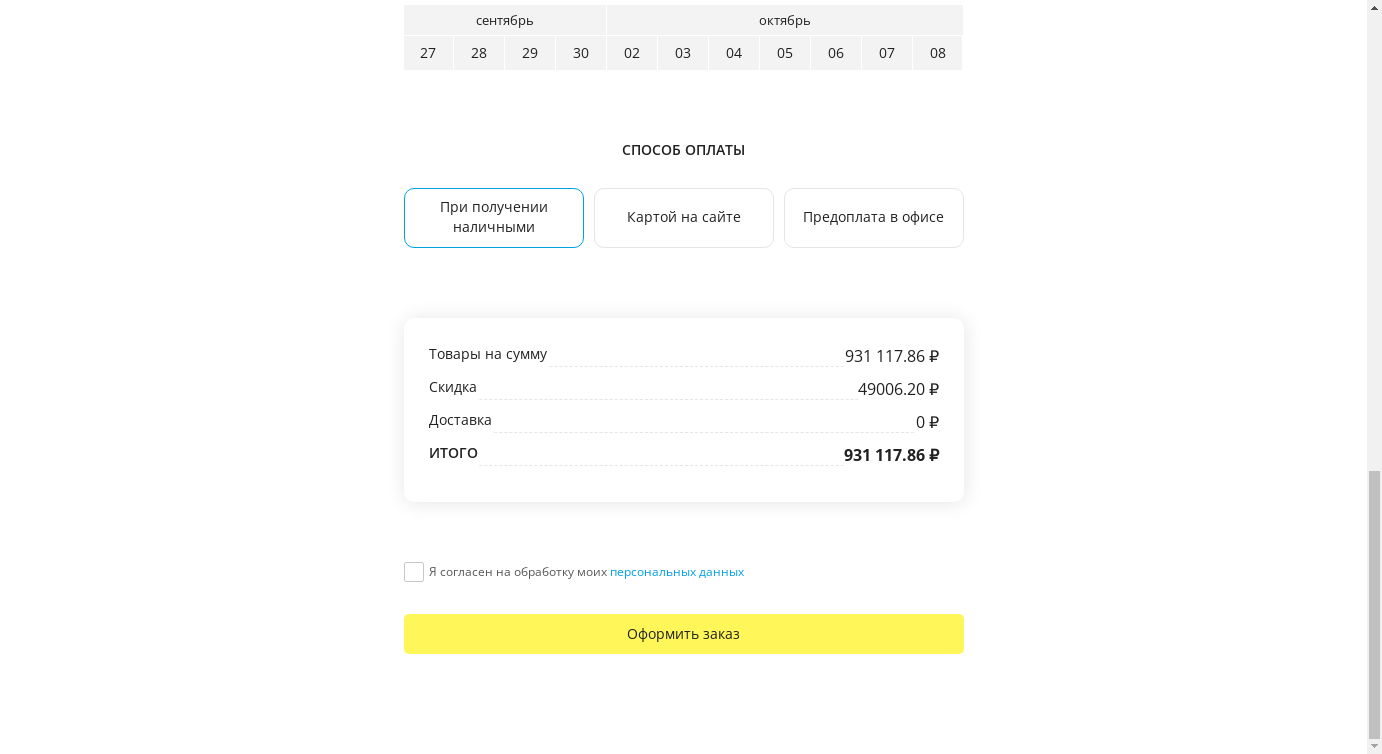 сентябрь октябрь
27 28 29 30 02 03 04 05 06 07 08
СПОСОБ ОПЛАТЫ
При получении
наличными
Картой на сайте
Предоплата в офисе
Товары на сумму 931 117.86 ₽
Скидка 49006.20 ₽
Доставка 0 ₽
ИТОГО 931 117.86 ₽
Я согласен на обработку моих персональных данных
Оформить заказ